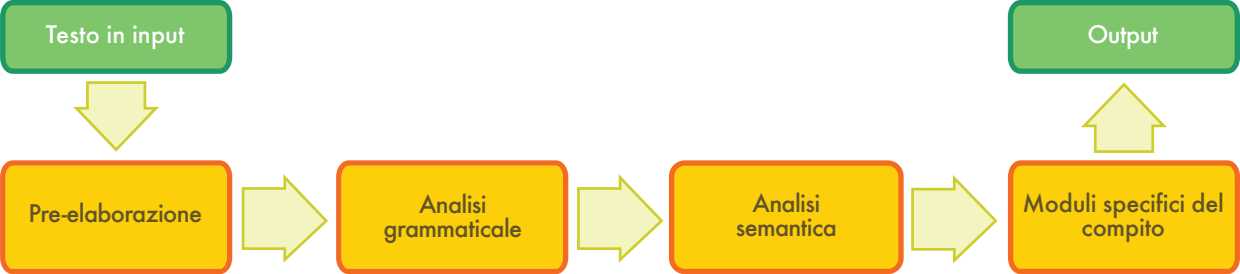 Testo in input
Output
Pre-elaborazione
Analisi
grammaticale
Analisi
semantica
Moduli specifici del
compito